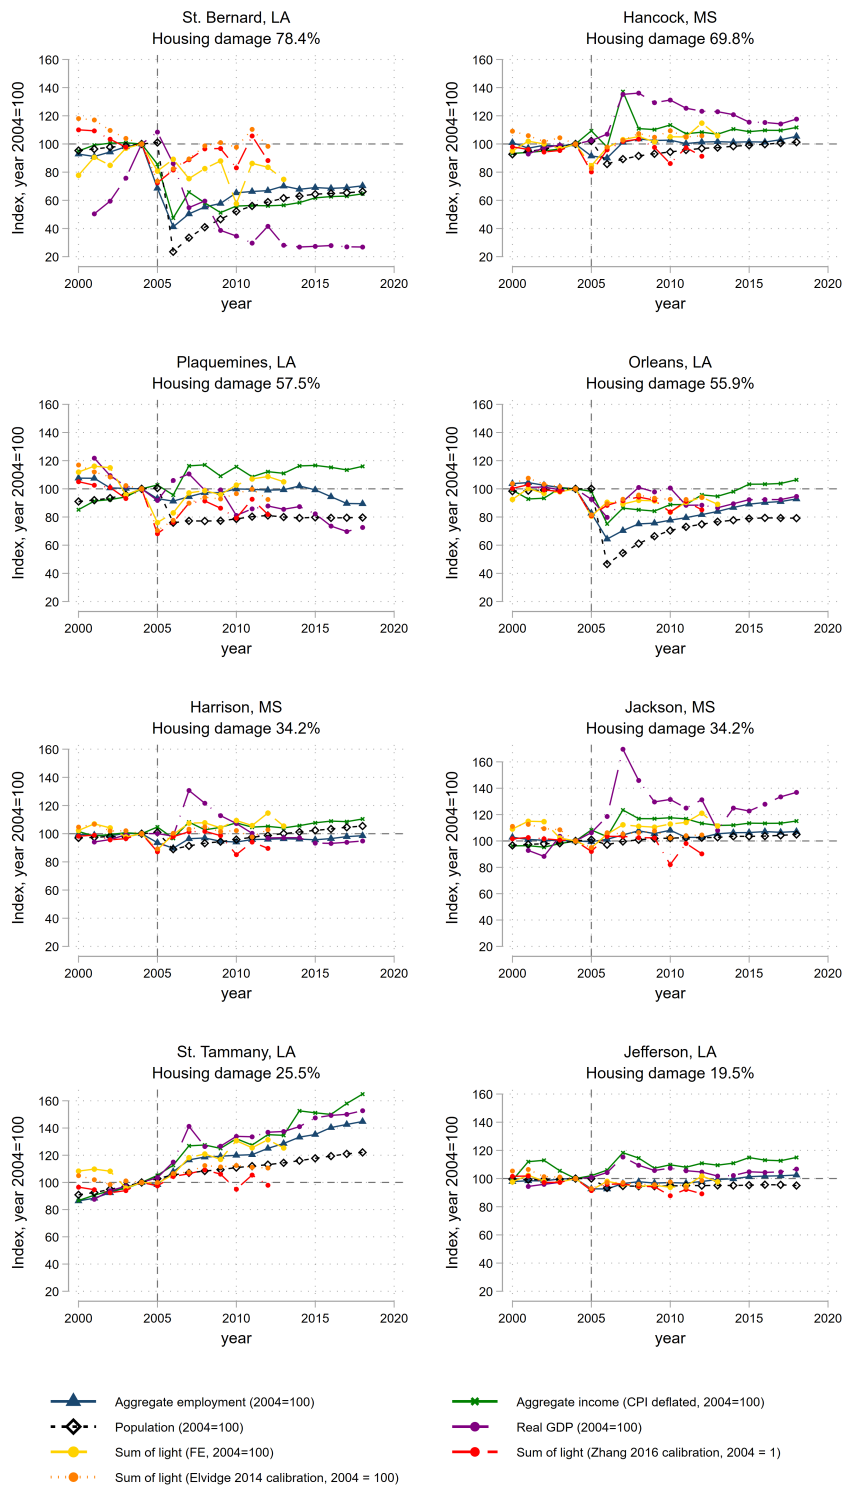 St. Bernard, LA
Housing damage 78.4%
Index, year 2004=100
160
140
120
100
80
60
40
20
2000 2005 2010 2015 2020
year
Hancock, MS
Housing damage 69.8%
Index, year 2004=100
160
140
120
100
80
60
40
20
2000 2005 2010 2015 2020
year
Plaquemines, LA
Housing damage 57.5%
Index, year 2004=100
160
140
120
100
80
60
40
20
2000 2005 2010 2015 2020
year
Orleans, LA
Housing damage 55.9%
Index, year 2004=100
160
140
120
100
80
60
40
20
2000 2005 2010 2015 2020
year
Harrison, MS
Housing damage 34.2%
Index, year 2004=100
160
140
120
100
80
60
40
20
2000 2005 2010 2015 2020
year
Jackson, MS
Housing damage 34.2%
Index, year 2004=100
160
140
120
100
80
60
40
20
2000 2005 2010 2015 2020
year
St. Tammany, LA
Housing damage 25.5%
Index, year 2004=100
160
140
120
100
80
60
40
20
2000 2005 2010 2015 2020
year
Jefferson, LA
Housing damage 19.5%
Index, year 2004=100
160
140
120
100
80
60
40
20
2000 2005 2010 2015 2020
year
Aggregate employment (2004=100)
Aggregate income (CPI deflated, 2004=100)
Population (2004=100)
Real GDP (2004=100)
Sum of light (FE, 2004=100)
Sum of light (Zhang 2016 calibration, 2004 = 1)
Sum of light (Elvidge 2014 calibration, 2004 = 100)